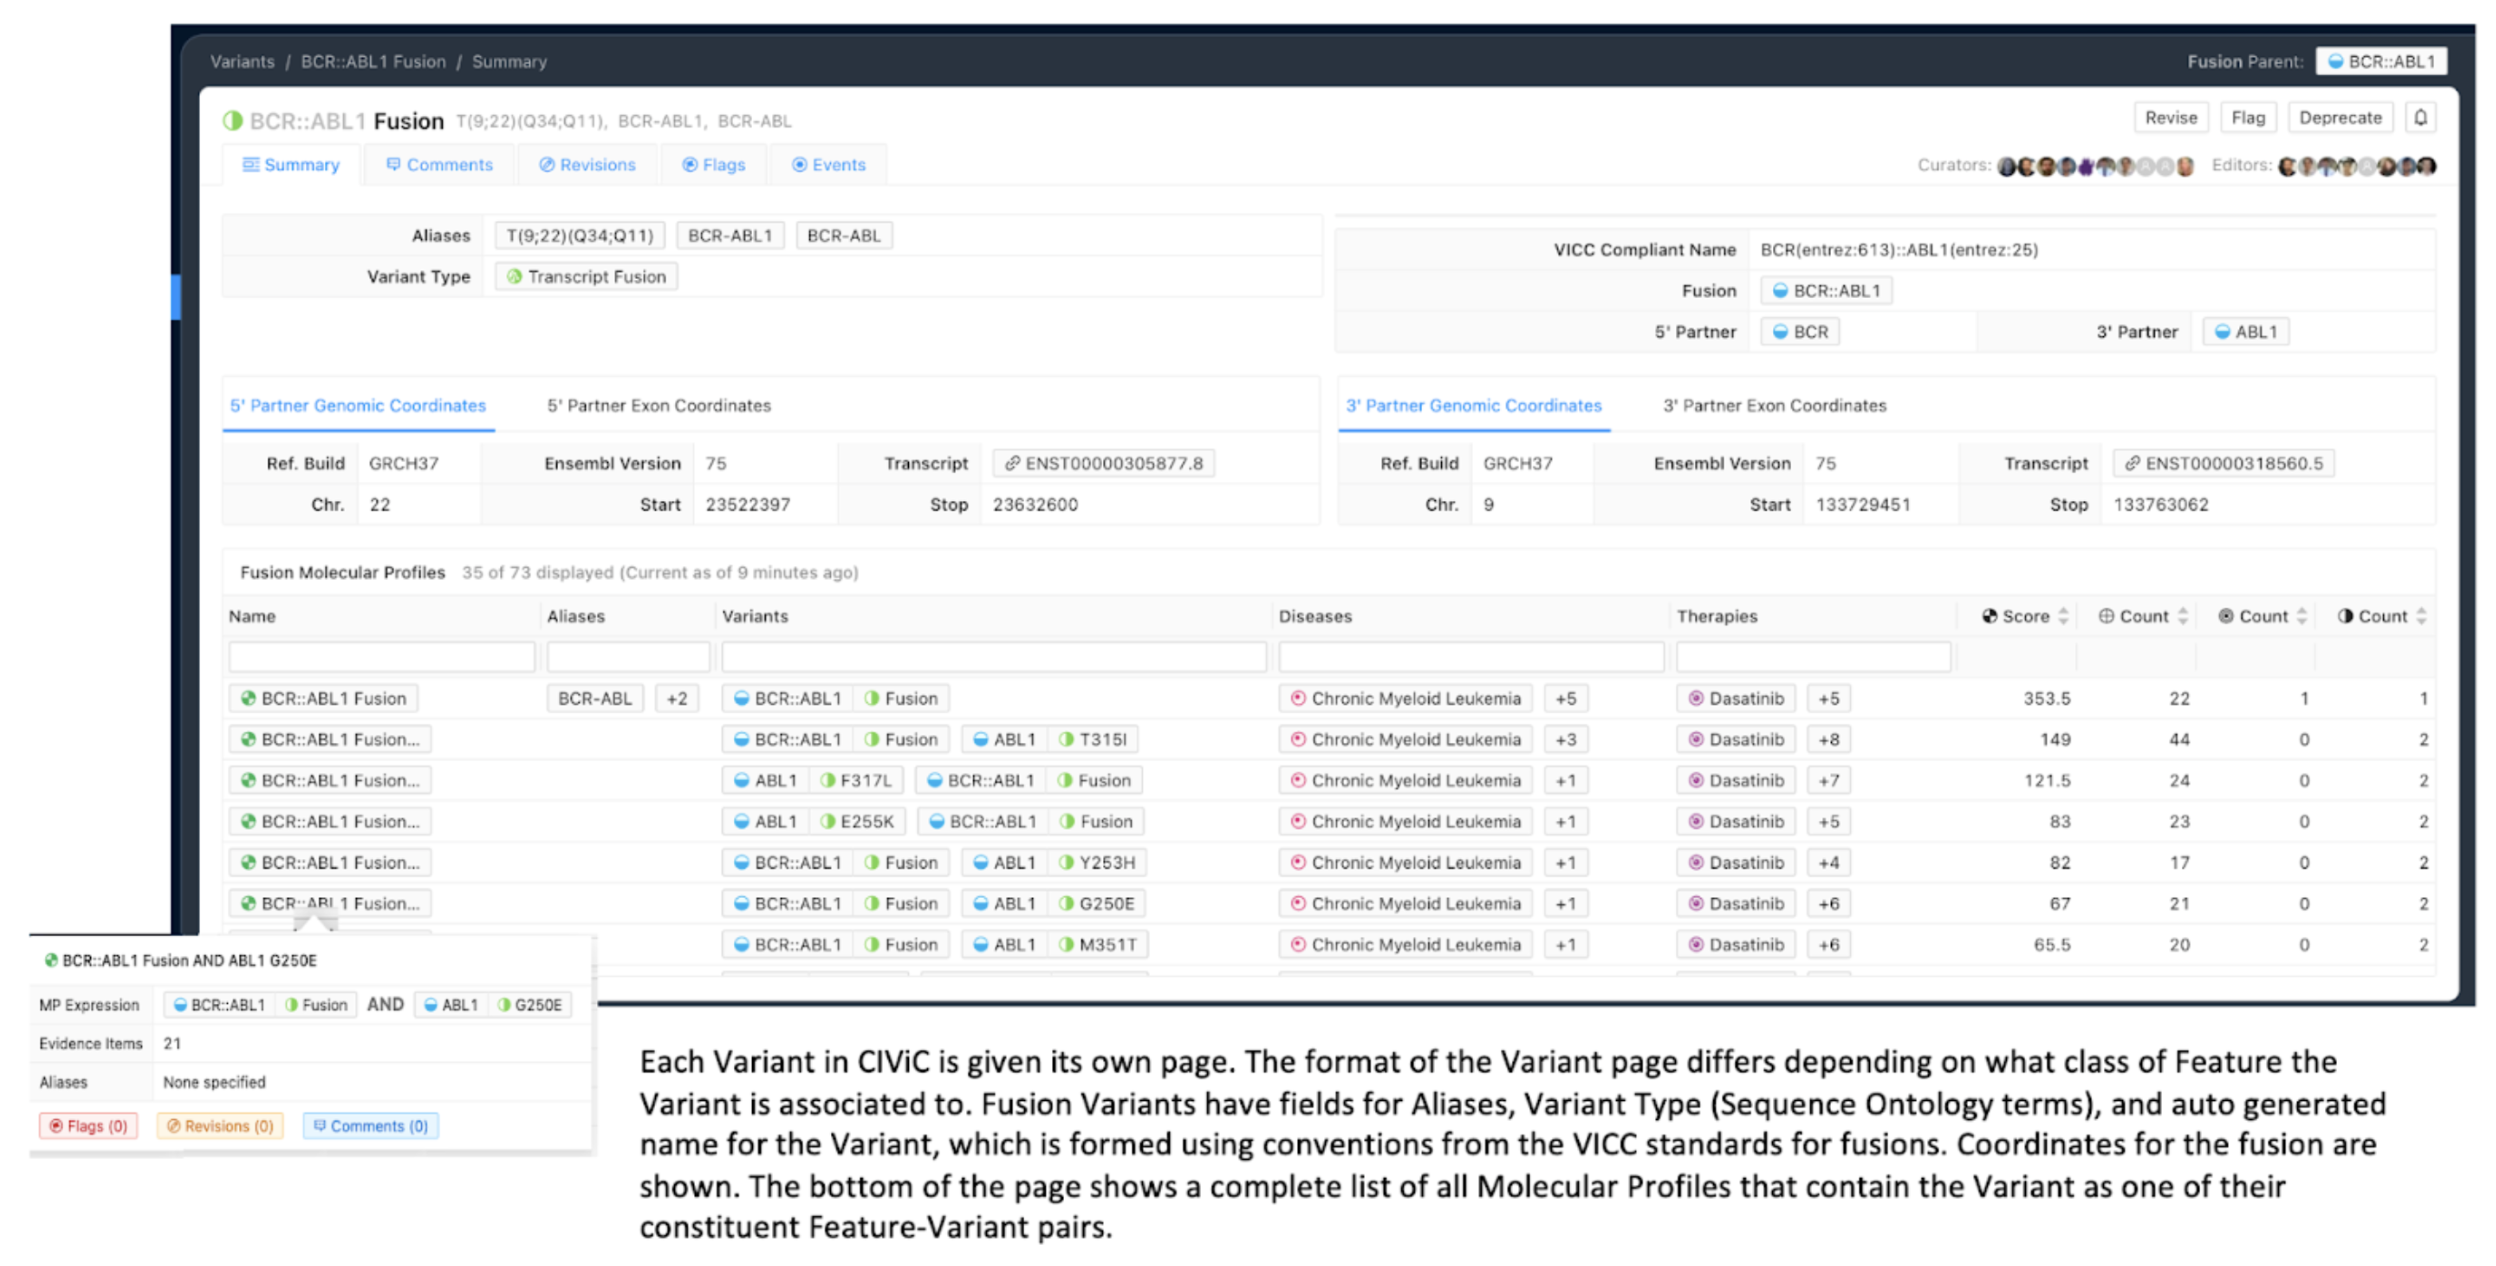 Variants / BCR::ABL1 Fusion / Summary
Fusion Parent: BCR::ABL1
BCR::ABL1 Fusion T(9;22)(Q34;Q11), BCR-ABL1, BCR-ABL
Revise Flag Deprecate
Summary Comments Revisions Flags Events
Curators: Editors:
Aliases T(9;22)(Q34;Q11) BCR-ABL1 BCR-ABL
Variant Type Transcript Fusion
VICC Compliant Name BCR(entrez:613)::ABL1(entrez:25)
Fusion BCR::ABL1
5' Partner BCR 3' Partner ABL1
5' Partner Genomic Coordinates 5' Partner Exon Coordinates
Ref. Build GRCH37 Ensembl Version 75 Transcript ENST00000305877.8
Chr. 22 Start 23522397 Stop 23632600
3' Partner Genomic Coordinates 3' Partner Exon Coordinates
Ref. Build GRCH37 Ensembl Version 75 Transcript ENST00000318560.5
Chr. 9 Start 133729451 Stop 133763062
Fusion Molecular Profiles 35 of 73 displayed (Current as of 9 minutes ago)
Name Aliases Variants Diseases Therapies Score Count Count Count
BCR::ABL1 Fusion BCR-ABL +2 BCR::ABL1 Fusion Chronic Myeloid Leukemia +5 Dasatinib +5 353.5 22 1 1
BCR::ABL1 Fusion... BCR::ABL1 Fusion ABL1 T315I Chronic Myeloid Leukemia +3 Dasatinib +8 149 44 0 2
BCR::ABL1 Fusion... ABL1 F317L BCR::ABL1 Fusion Chronic Myeloid Leukemia +1 Dasatinib +7 121.5 24 0 2
BCR::ABL1 Fusion... ABL1 E255K BCR::ABL1 Fusion Chronic Myeloid Leukemia +1 Dasatinib +5 83 23 0 2
BCR::ABL1 Fusion... BCR::ABL1 Fusion ABL1 Y253H Chronic Myeloid Leukemia +1 Dasatinib +4 82 17 0 2
BCR::ABL1 Fusion... BCR::ABL1 Fusion ABL1 G250E Chronic Myeloid Leukemia +1 Dasatinib +6 67 21 0 2
BCR::ABL1 Fusion ABL1 M351T Chronic Myeloid Leukemia +1 Dasatinib +6 65.5 20 0 2
BCR::ABL1 Fusion AND ABL1 G250E
MP Expression BCR::ABL1 Fusion AND ABL1 G250E
Evidence Items 21
Aliases None specified
Flags (0) Revisions (0) Comments (0)
Each Variant in CIViC is given its own page. The format of the Variant page differs depending on what class of Feature the
Variant is associated to. Fusion Variants have fields for Aliases, Variant Type (Sequence Ontology terms), and auto generated
name for the Variant, which is formed using conventions from the VICC standards for fusions. Coordinates for the fusion are
shown. The bottom of the page shows a complete list of all Molecular Profiles that contain the Variant as one of their
constituent Feature-Variant pairs.